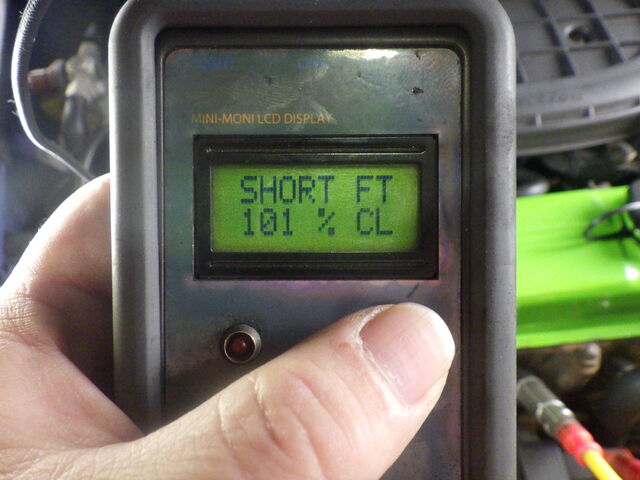 MINI-MONI LCD DISPLAY
SHORT FT
101 % CL